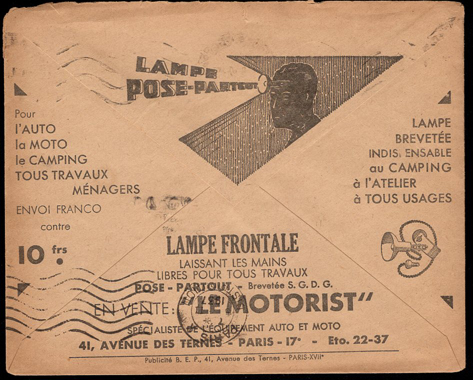 LAMPE
POSE-PARTOUT
Pour
l'AUTO
la MOTO
le CAMPING
TOUS TRAVAUX
MÉNAGERS
ENVOI FRANCO
contre
10 frs.
LAMPE
BREVETÉE
INDISPENSABLE
au CAMPING
à l'ATELIER
à TOUS USAGES
LAMPE FRONTALE
LAISSANT LES MAINS
LIBRES POUR TOUS TRAVAUX
POSE - PARTOUT - Brevetée S. G. D. G.
EN VENTE : "LE MOTORIST"
SPÉCIALISTE DE L'ÉQUIPEMENT AUTO ET MOTO
41, AVENUE DES TERNES - PARIS - 17e - Eto. 22-37
Publicité B. E. P., 41, Avenue des Ternes - PARIS-XVIIe